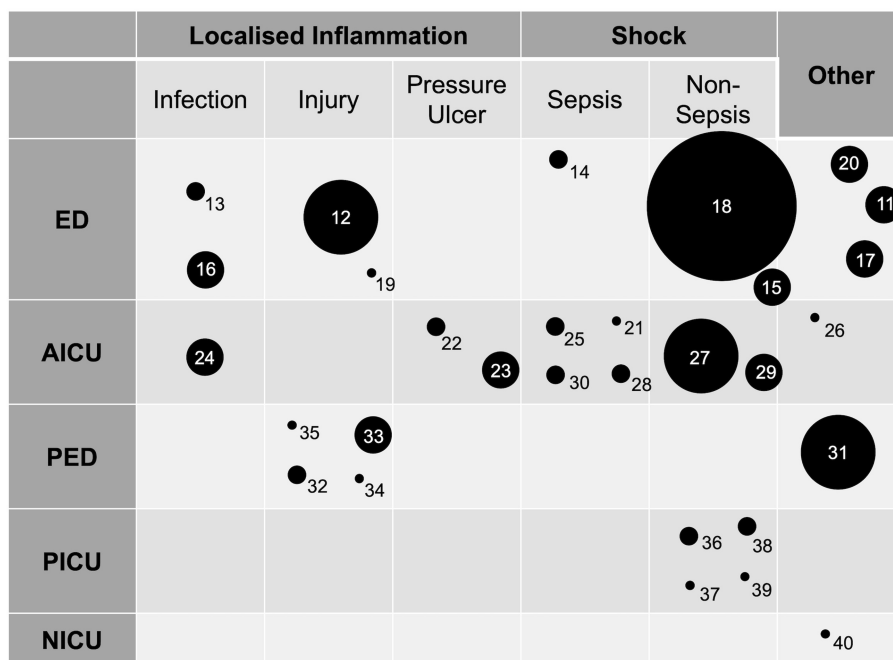 Localised Inflammation Shock Other
Infection Injury Pressure Ulcer Sepsis Non-Sepsis
ED 13 16 12 19 14 18 15 20 11 17
AICU 24 22 23 25 21 30 28 27 29 26
PED 35 33 32 34 31
PICU 36 38 37 39
NICU 40